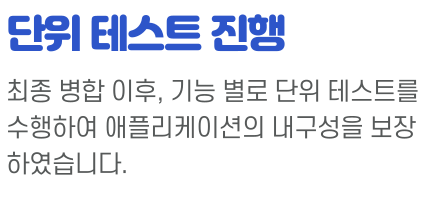 단위 테스트 진행
최종 병합 이후, 기능 별로 단위 테스트를
수행하여 애플리케이션의 내구성을 보장
하였습니다.